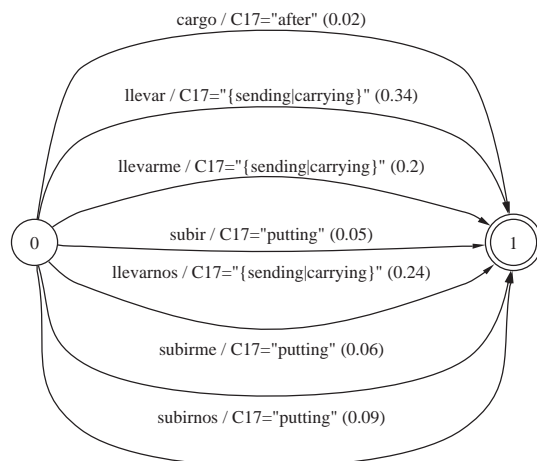 cargo / C17="after" (0.02)
llevar / C17="{sending|carrying}" (0.34)
llevarme / C17="{sending|carrying}" (0.2)
subir / C17="putting" (0.05)
0
1
llevarnos / C17="{sending|carrying}" (0.24)
subirme / C17="putting" (0.06)
subirnos / C17="putting" (0.09)